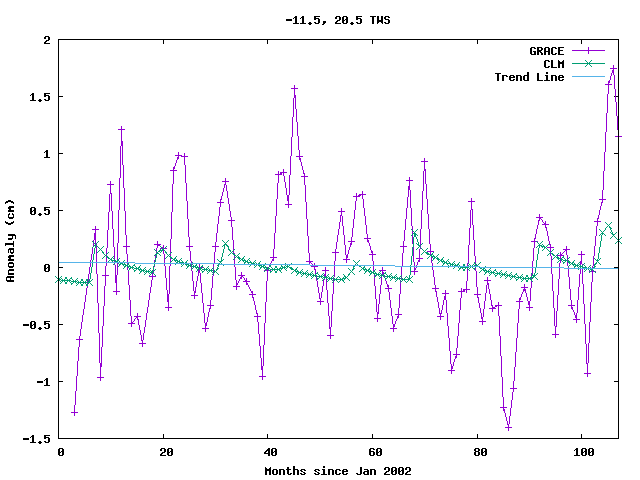 -11.5, 20.5 TWS
GRACE
CLM
Trend Line
2
1.5
1
0.5
0
-0.5
-1
-1.5
Anomaly (cm)
0 20 40 60 80 100
Months since Jan 2002